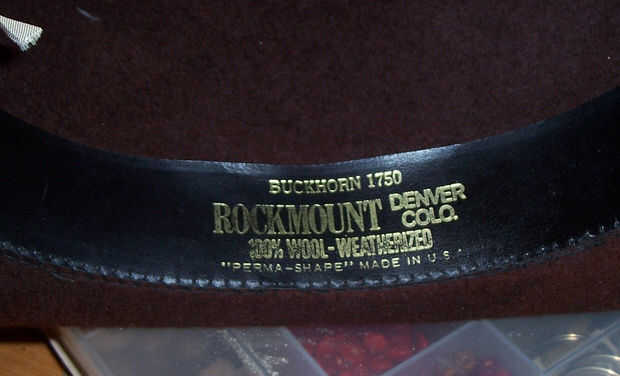 BUCKHORN 1750
ROCKMOUNT DENVER COLO.
100% WOOL-WEATHERIZED
"PERMA-SHAPE" MADE IN U.S.